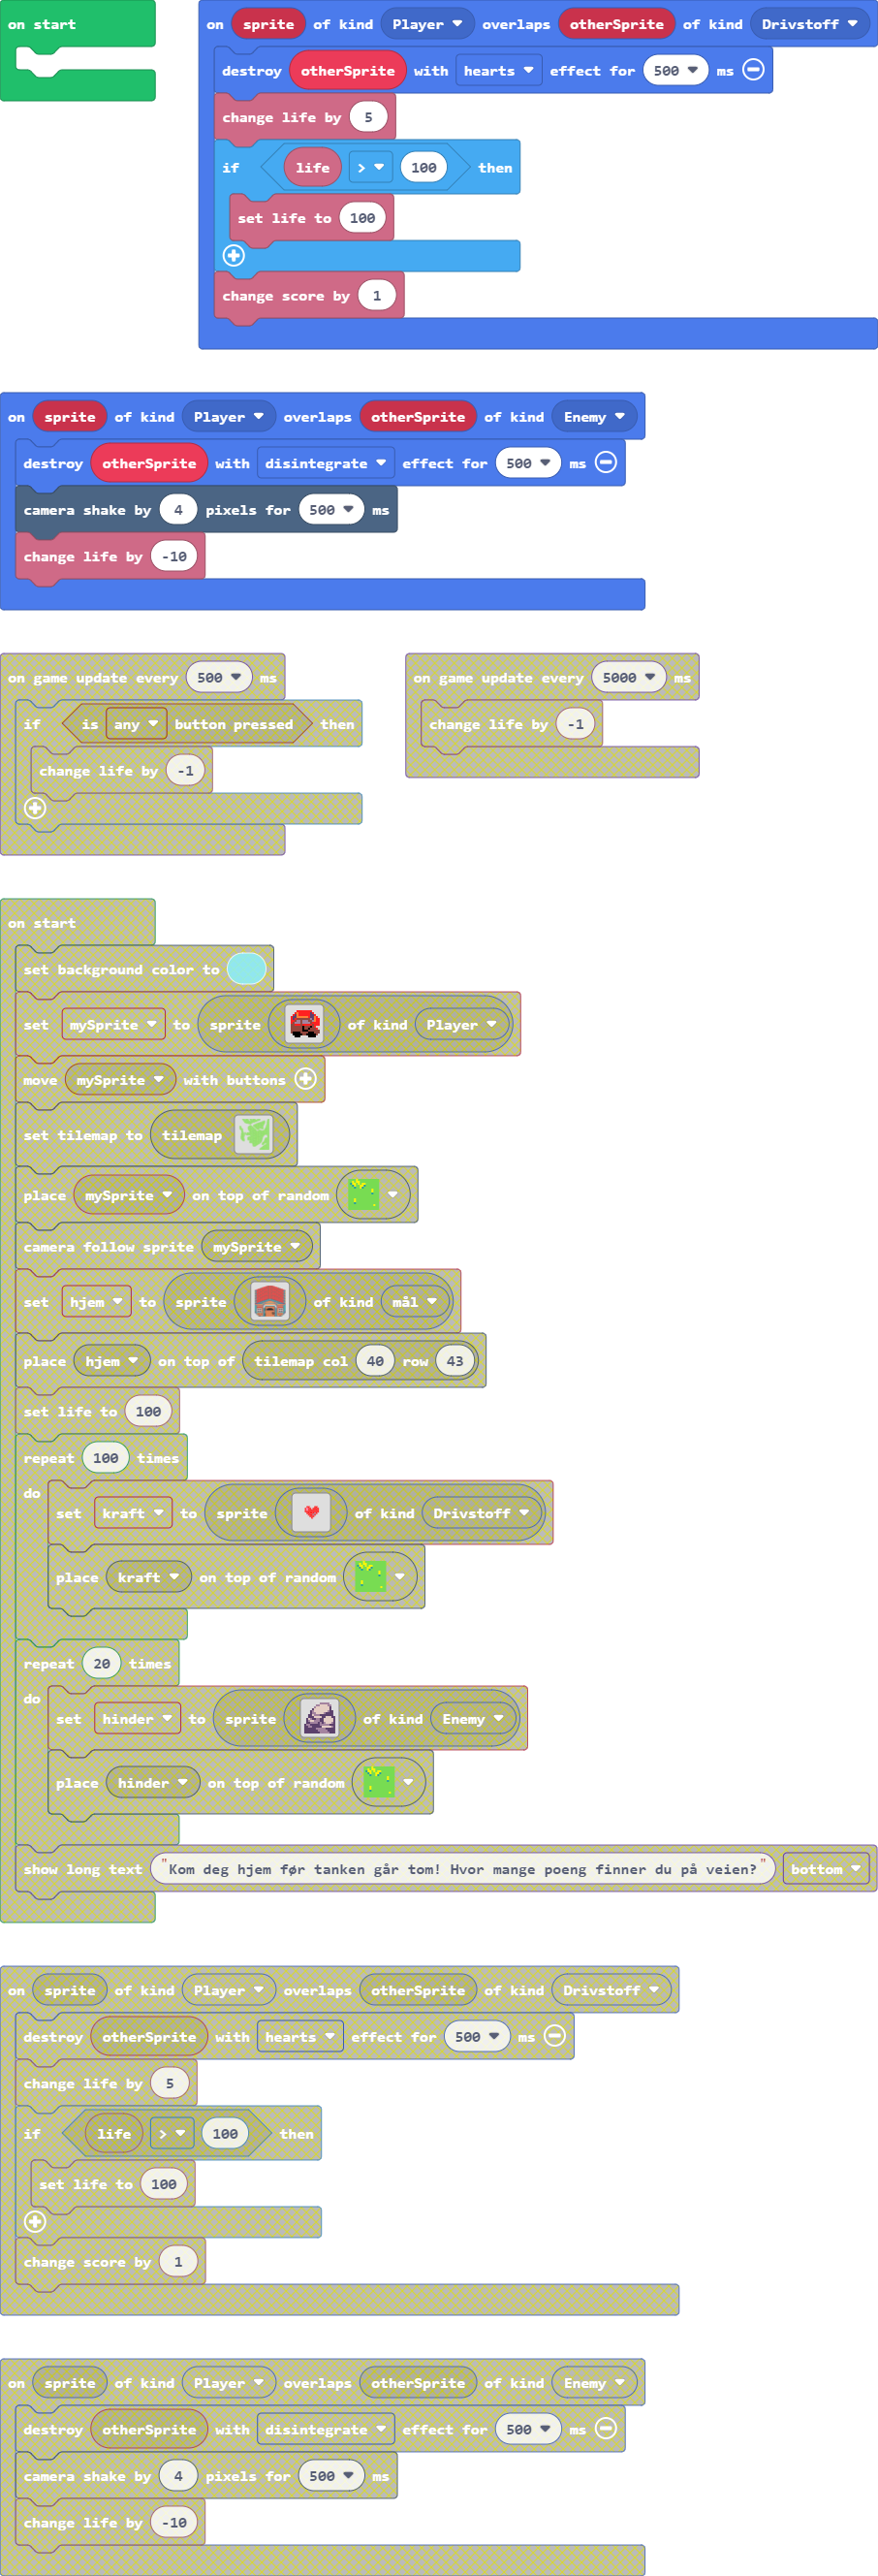 on start
on sprite of kind Player overlaps otherSprite of kind Drivstoff
destroy otherSprite with hearts effect for 500 ms
change life by 5
if life > 100 then
set life to 100
change score by 1
on sprite of kind Player overlaps otherSprite of kind Enemy
destroy otherSprite with disintegrate effect for 500 ms
camera shake by 4 pixels for 500 ms
change life by -10
on game update every 500 ms
if is any button pressed then
change life by -1
on game update every 5000 ms
change life by -1
on start
set background color to
set mySprite to sprite of kind Player
move mySprite with buttons
set tilemap to tilemap
place mySprite on top of random
camera follow sprite mySprite
set hjem to sprite of kind mål
place hjem on top of tilemap col 40 row 43
set life to 100
repeat 100 times
do set kraft to sprite of kind Drivstoff
place kraft on top of random
repeat 20 times
do set hinder to sprite of kind Enemy
place hinder on top of random
show long text "Kom deg hjem før tanken går tom! Hvor mange poeng finner du på veien?" bottom
on sprite of kind Player overlaps otherSprite of kind Drivstoff
destroy otherSprite with hearts effect for 500 ms
change life by 5
if life > 100 then
set life to 100
change score by 1
on sprite of kind Player overlaps otherSprite of kind Enemy
destroy otherSprite with disintegrate effect for 500 ms
camera shake by 4 pixels for 500 ms
change life by -10